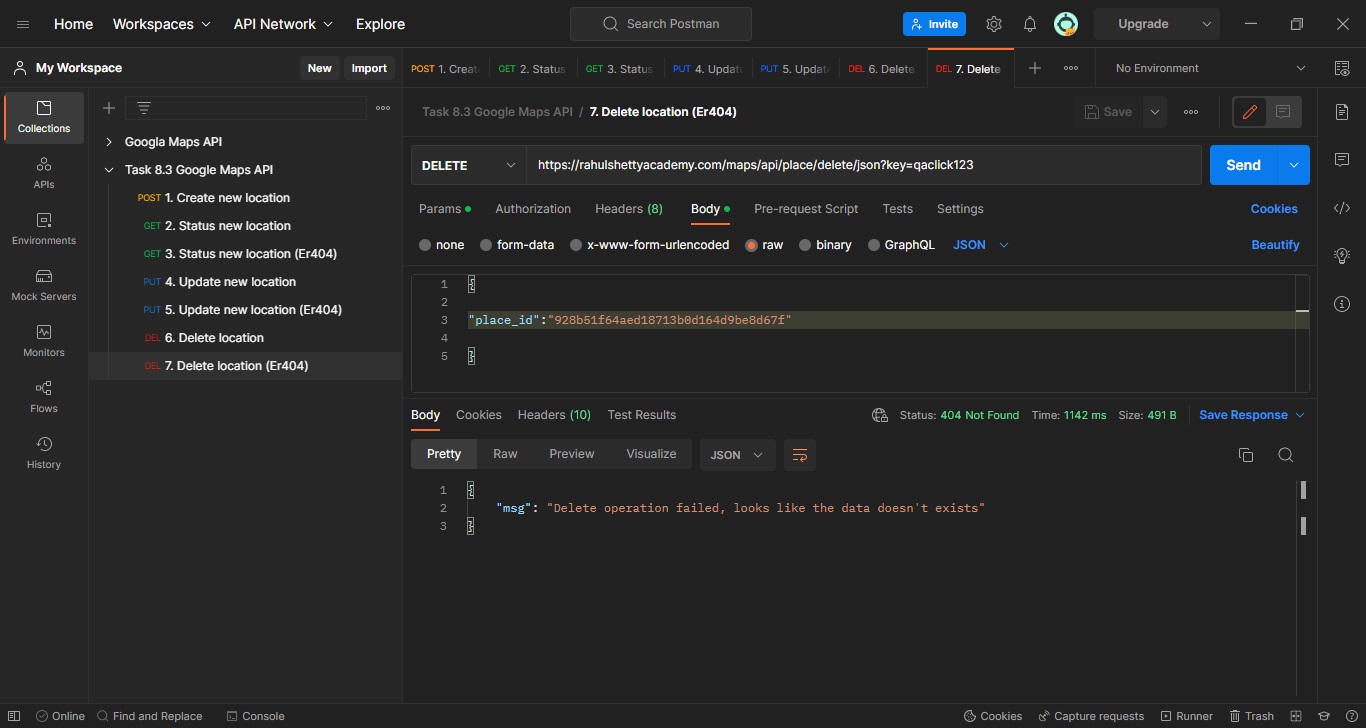 Home Workspaces API Network Explore Search Postman Invite Upgrade
My Workspace New Import POST 1. Creat GET 2. Status GET 3. Status PUT 4. Updat PUT 5. Updat DEL 6. Delete DEL 7. Delete No Environment
Collections
APIs
Environments
Mock Servers
Monitors
Flows
History
Googla Maps API
Task 8.3 Google Maps API
POST 1. Create new location
GET 2. Status new location
GET 3. Status new location (Er404)
PUT 4. Update new location
PUT 5. Update new location (Er404)
DEL 6. Delete location
DEL 7. Delete location (Er404)
Task 8.3 Google Maps API / 7. Delete location (Er404) Save
DELETE https://rahulshettyacademy.com/maps/api/place/delete/json?key=qaclick123 Send
Params Authorization Headers (8) Body Pre-request Script Tests Settings Cookies
none form-data x-www-form-urlencoded raw binary GraphQL JSON Beautify
1 {
2
3 "place_id":"928b51f64aed18713b0d164d9be8d67f"
4
5 }
Body Cookies Headers (10) Test Results Status: 404 Not Found Time: 1142 ms Size: 491 B Save Response
Pretty Raw Preview Visualize JSON
1 {
2 "msg": "Delete operation failed, looks like the data doesn't exists"
3 }
Online Find and Replace Console Cookies Capture requests Runner Trash